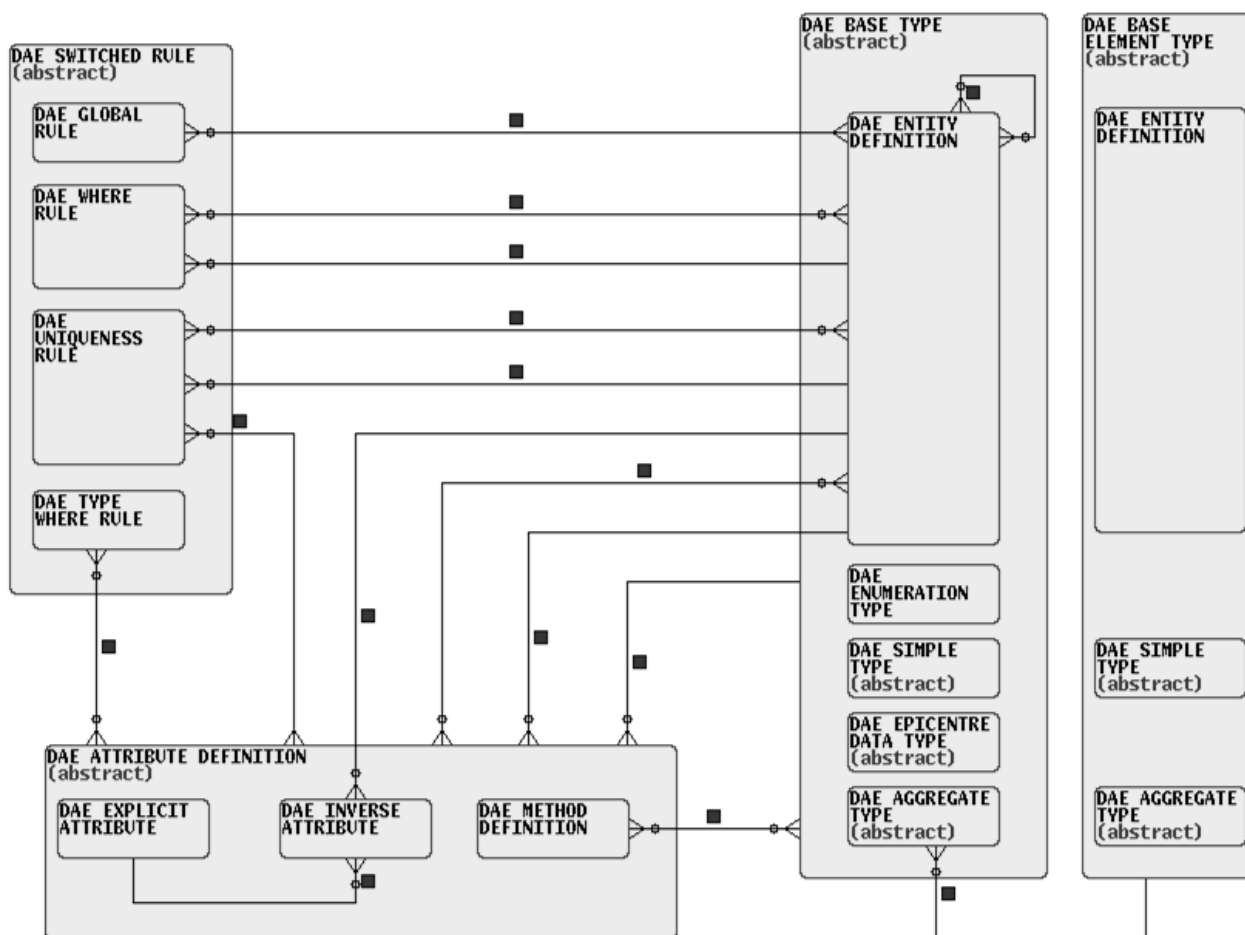 DAE SWITCHED RULE
(abstract)
DAE GLOBAL
RULE
DAE WHERE
RULE
DAE
UNIQUENESS
RULE
DAE TYPE
WHERE RULE
DAE BASE TYPE
(abstract)
DAE ENTITY
DEFINITION
DAE
ENUMERATION
TYPE
DAE SIMPLE
TYPE
(abstract)
DAE EPICENTRE
DATA TYPE
(abstract)
DAE AGGREGATE
TYPE
(abstract)
DAE BASE
ELEMENT TYPE
(abstract)
DAE ENTITY
DEFINITION
DAE SIMPLE
TYPE
(abstract)
DAE AGGREGATE
TYPE
(abstract)
DAE ATTRIBUTE DEFINITION
(abstract)
DAE EXPLICIT
ATTRIBUTE
DAE INVERSE
ATTRIBUTE
DAE METHOD
DEFINITION